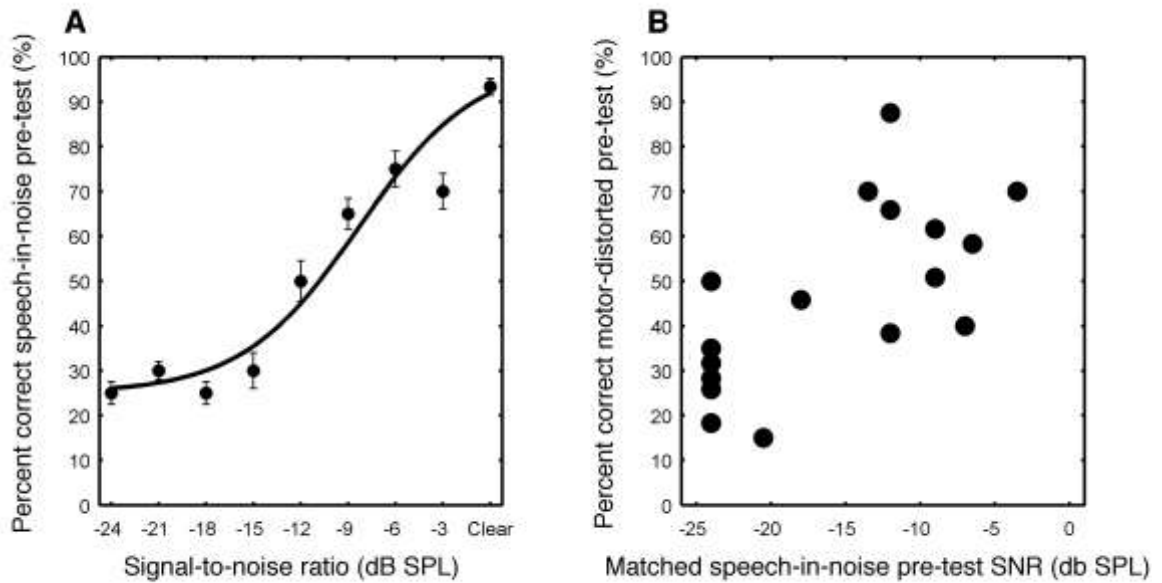 A
Percent correct speech-in-noise pre-test (%)
100
90
80
70
60
50
40
30
20
10
0
-24 -21 -18 -15 -12 -9 -6 -3 Clear
Signal-to-noise ratio (dB SPL)
B
Percent correct motor-distorted pre-test (%)
100
90
80
70
60
50
40
30
20
10
0
-25 -20 -15 -10 -5 0
Matched speech-in-noise pre-test SNR (db SPL)